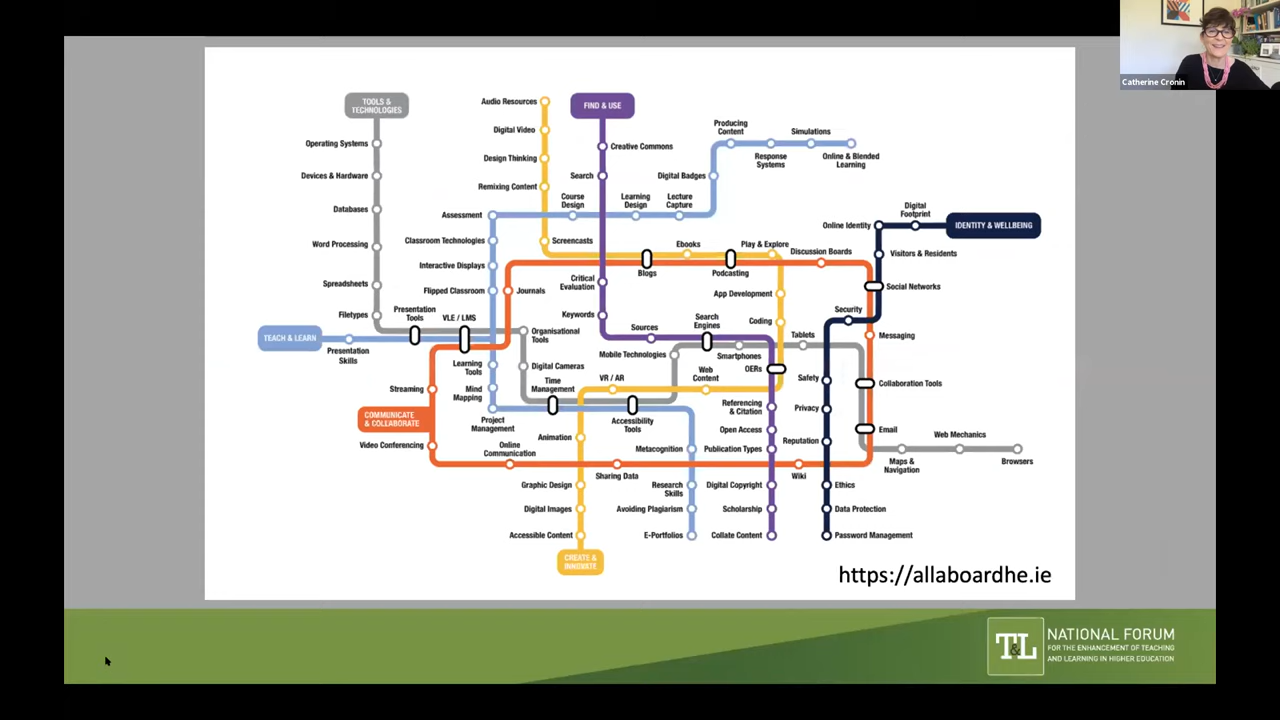 Catherine Cronin
TOOLS &
TECHNOLOGIES
Operating Systems
Devices & Hardware
Databases
Word Processing
Spreadsheets
Filetypes
Presentation
Tools
VLE / LMS
TEACH & LEARN
Presentation
Skills
Audio Resources
Digital Video
Design Thinking
Remixing Content
Screencasts
FIND & USE
Creative Commons
Search
Critical
Evaluation
Keywords
Assessment
Classroom Technologies
Interactive Displays
Flipped Classroom
Course
Design
Learning
Design
Lecture
Capture
Digital Badges
Producing
Content
Response
Systems
Simulations
Online & Blended
Learning
Digital
Footprint
Online Identity
IDENTITY & WELLBEING
Visitors & Residents
Ebooks
Play & Explore
Discussion Boards
Blogs
Podcasting
Social Networks
App Development
Journals
Security
Coding
Organisational
Tools
Sources
Search
Engines
Tablets
Messaging
Mobile Technologies
Smartphones
OERs
Learning
Tools
Digital Cameras
Time
Management
VR / AR
Web
Content
Safety
Collaboration Tools
Streaming
Mind
Mapping
Referencing
& Citation
Privacy
COMMUNICATE
& COLLABORATE
Project
Management
Accessibility
Tools
Open Access
Email
Video Conferencing
Online
Communication
Animation
Metacognition
Publication Types
Reputation
Web Mechanics
Maps &
Navigation
Browsers
Sharing Data
Wiki
Graphic Design
Research
Skills
Digital Copyright
Ethics
Digital Images
Avoiding Plagiarism
Scholarship
Data Protection
Accessible Content
E-Portfolios
Collate Content
Password Management
CREATE &
INNOVATE
https://allaboardhe.ie
T&L
NATIONAL FORUM
FOR THE ENHANCEMENT OF TEACHING
AND LEARNING IN HIGHER EDUCATION